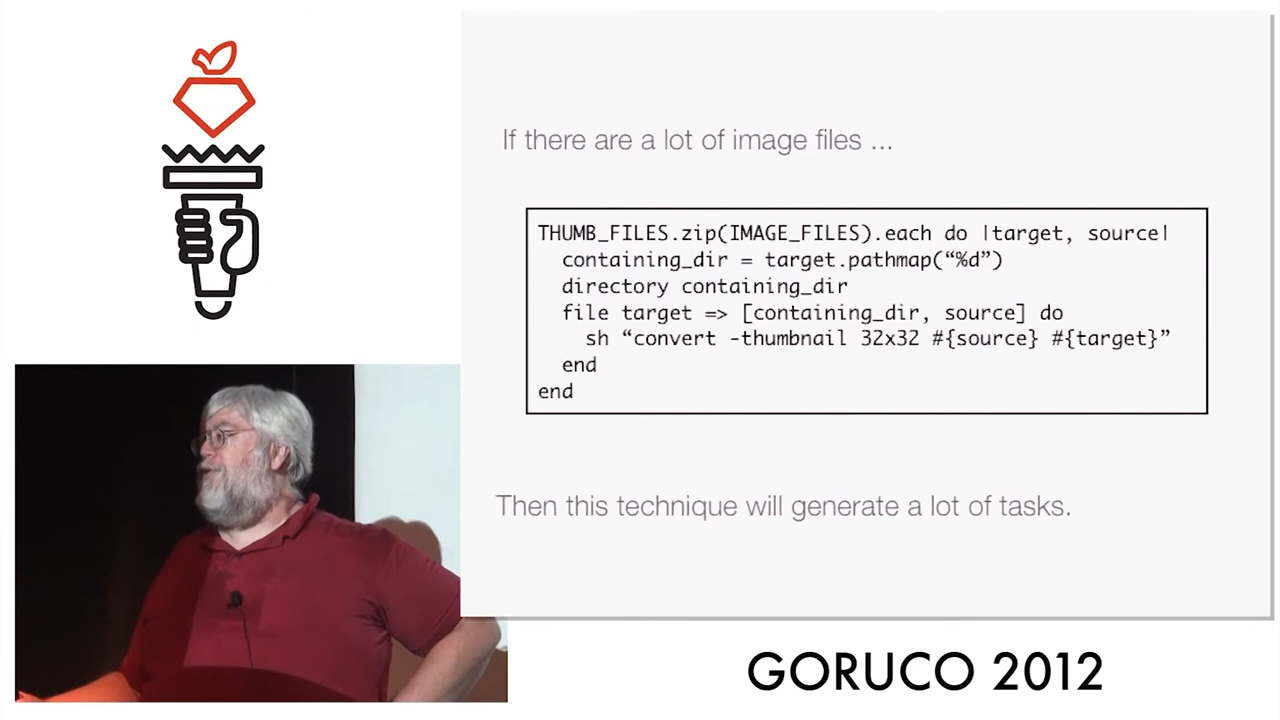 If there are a lot of image files ...
THUMB_FILES.zip(IMAGE_FILES).each do |target, source|
containing_dir = target.pathmap(“%d”)
directory containing_dir
file target => [containing_dir, source] do
sh “convert -thumbnail 32x32 #{source} #{target}”
end
end
Then this technique will generate a lot of tasks.
GORUCO 2012